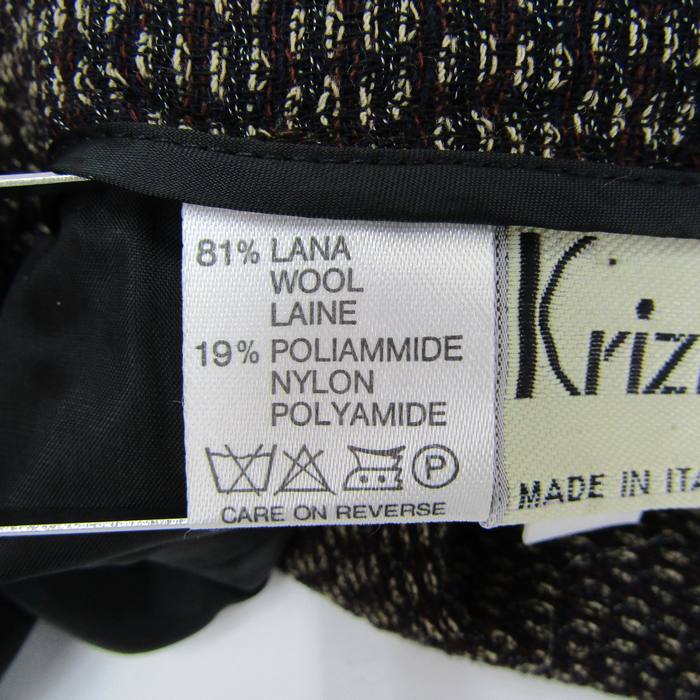 81% LANA
WOOL
LAINE
19% POLIAMMIDE
NYLON
POLYAMIDE
P
CARE ON REVERSE
Kriz
MADE IN ITA